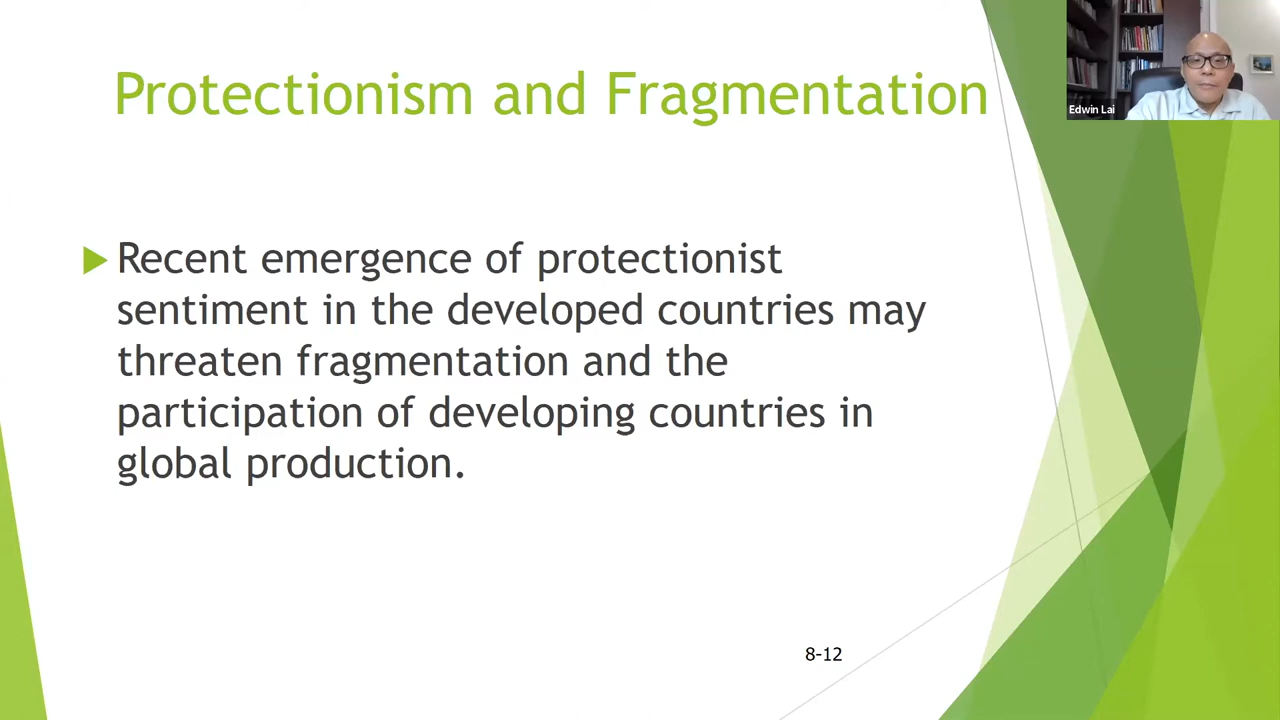 Protectionism and Fragmentation
Edwin Lai
Recent emergence of protectionist
sentiment in the developed countries may
threaten fragmentation and the
participation of developing countries in
global production.
8-12